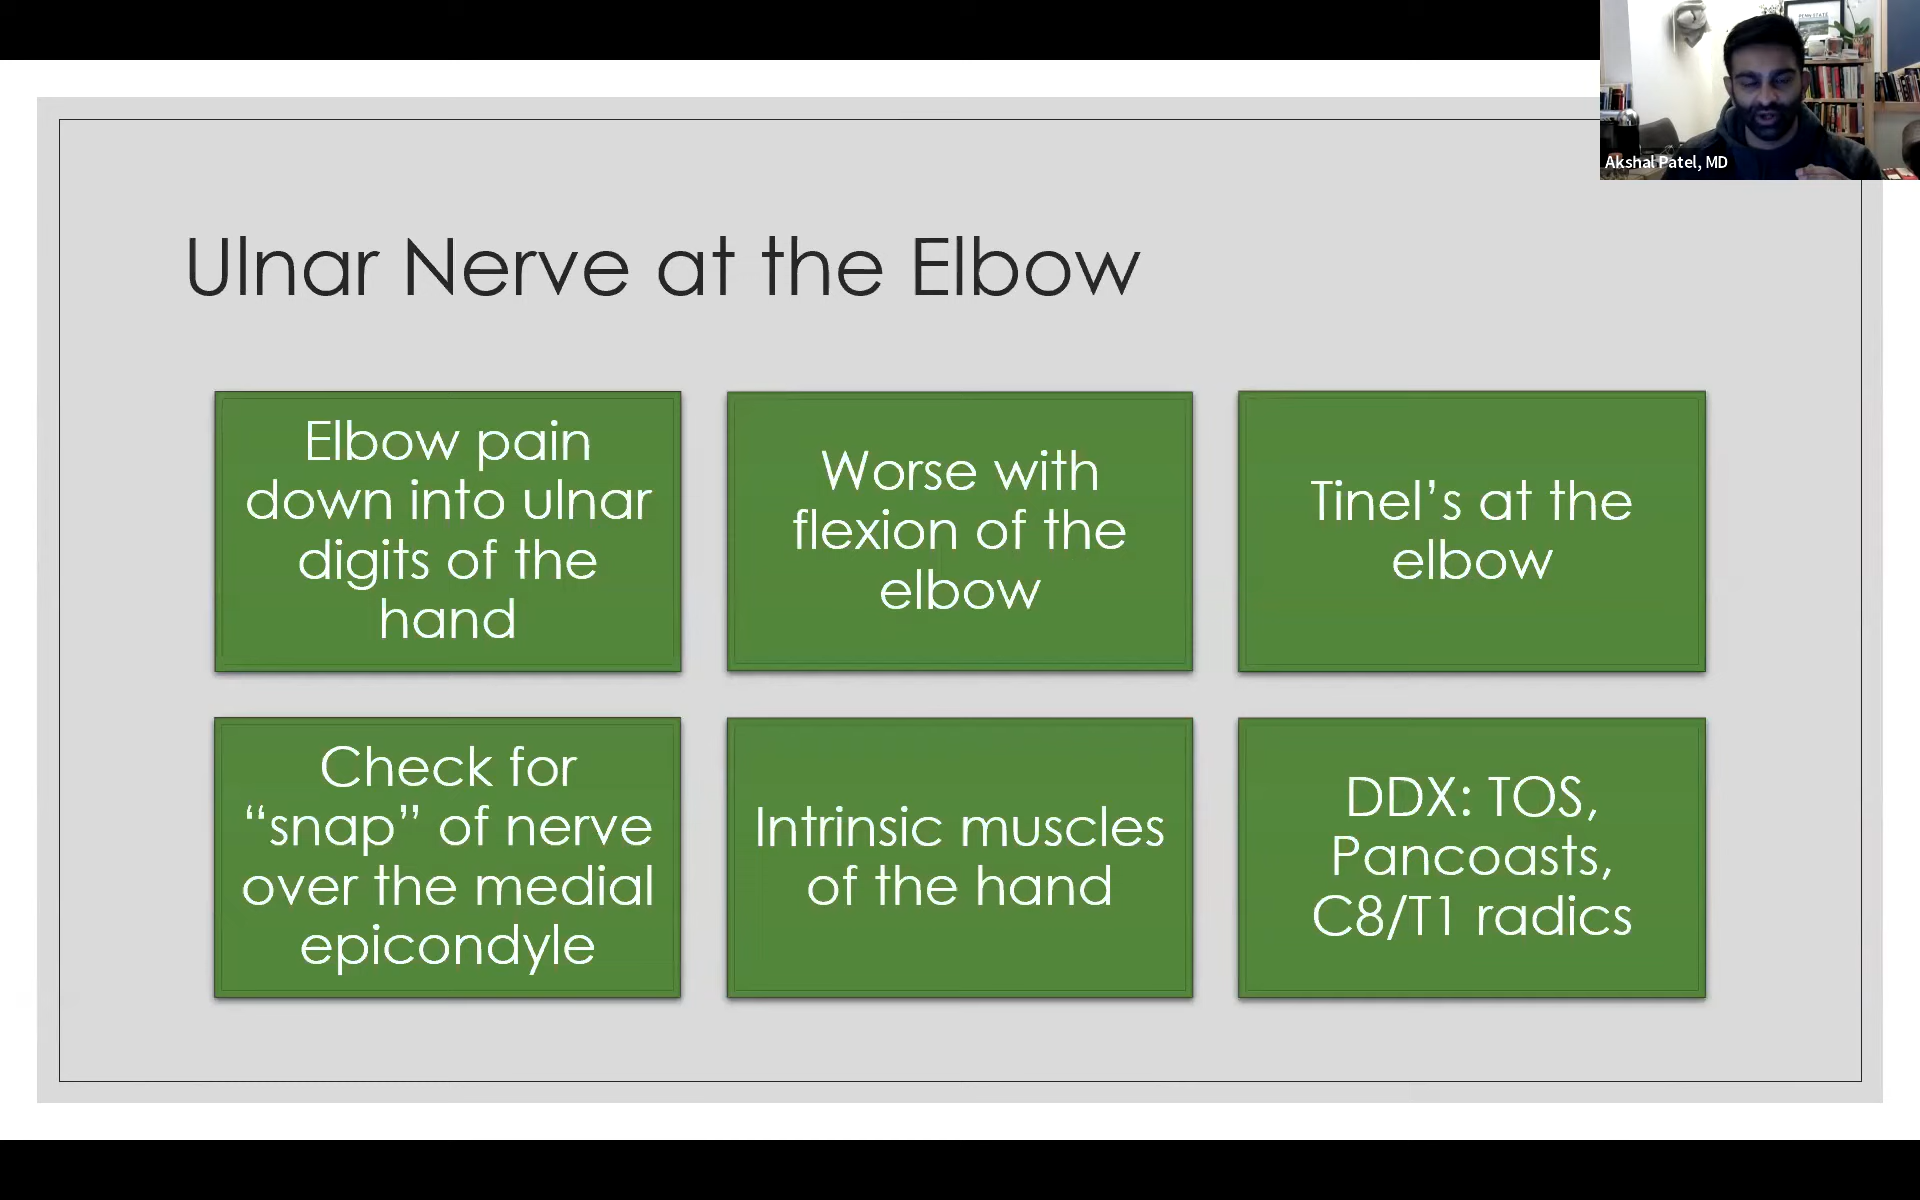 Akshal Patel, MD
Ulnar Nerve at the Elbow
Elbow pain
down into ulnar
digits of the
hand
Worse with
flexion of the
elbow
Tinel’s at the
elbow
Check for
“snap” of nerve
over the medial
epicondyle
Intrinsic muscles
of the hand
DDX: TOS,
Pancoasts,
C8/T1 radics